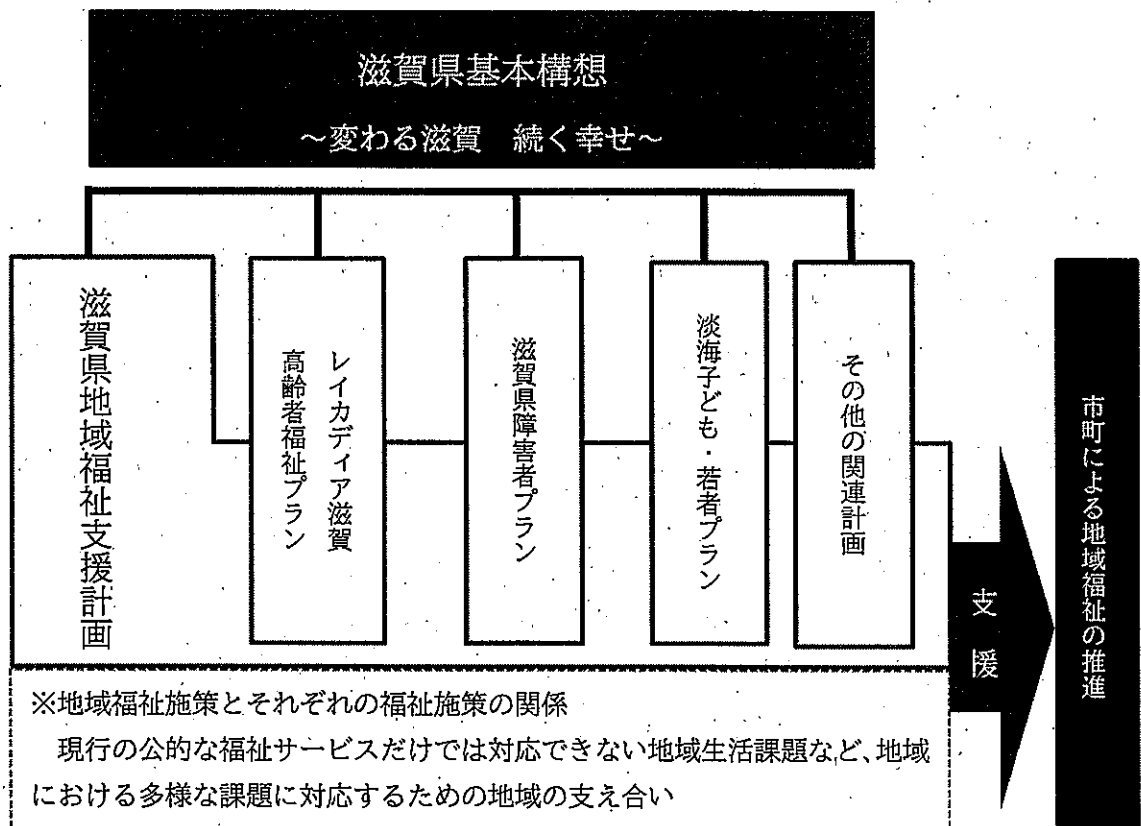 滋賀県基本構想
～変わる滋賀　続く幸せ～
滋賀県地域福祉支援計画
レイカディア滋賀
高齢者福祉プラン
滋賀県障害者プラン
淡海子ども・若者プラン
その他の関連計画
支援
市町による地域福祉の推進
※地域福祉施策とそれぞれの福祉施策の関係
現行の公的な福祉サービスだけでは対応できない地域生活課題など、地域
における多様な課題に対応するための地域の支え合い